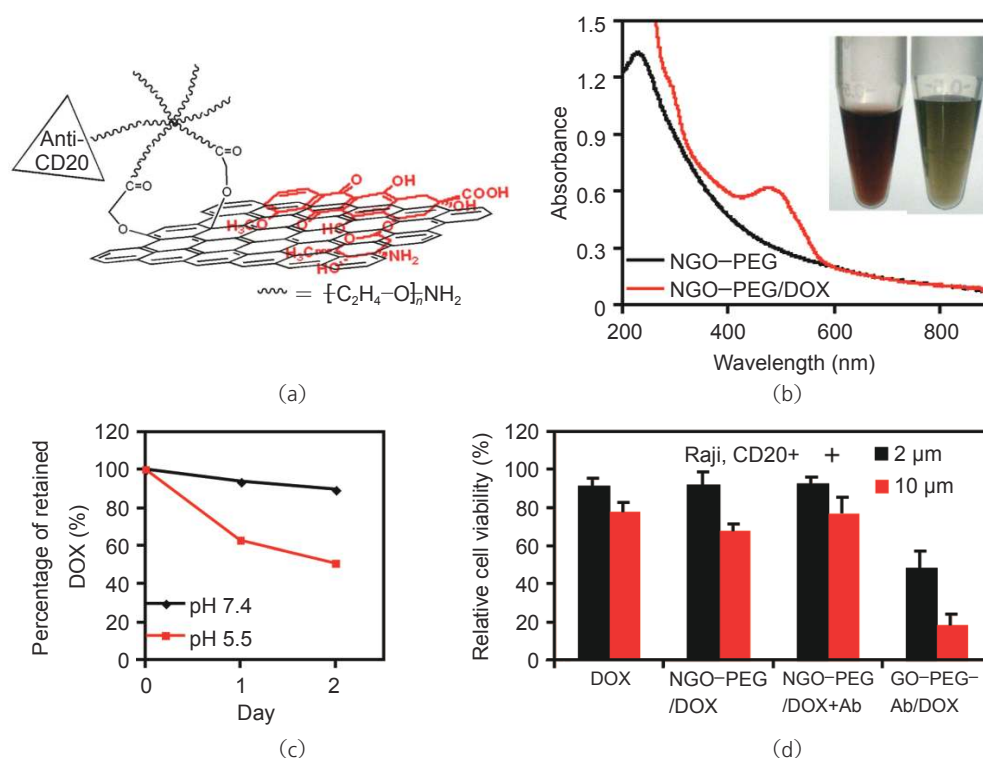 Anti-
CD20
C=O
C=O
O
O
O
OH
COOH
OH
H₃CO
O
HO
O
O
H₃C
NH₂
HO
= [C₂H₄–O]ₙNH₂
(a)
1.5
1.2
0.9
0.6
0.3
0
Absorbance
NGO–PEG
NGO–PEG/DOX
200
400
600
800
Wavelength (nm)
(b)
120
100
80
60
40
20
0
Percentage of retained
DOX (%)
pH 7.4
pH 5.5
0
1
2
Day
(c)
120
100
80
60
40
20
0
Relative cell viability (%)
Raji, CD20+ +
2 μm
10 μm
DOX
NGO–PEG
/DOX
NGO–PEG
/DOX+Ab
GO–PEG–
Ab/DOX
(d)